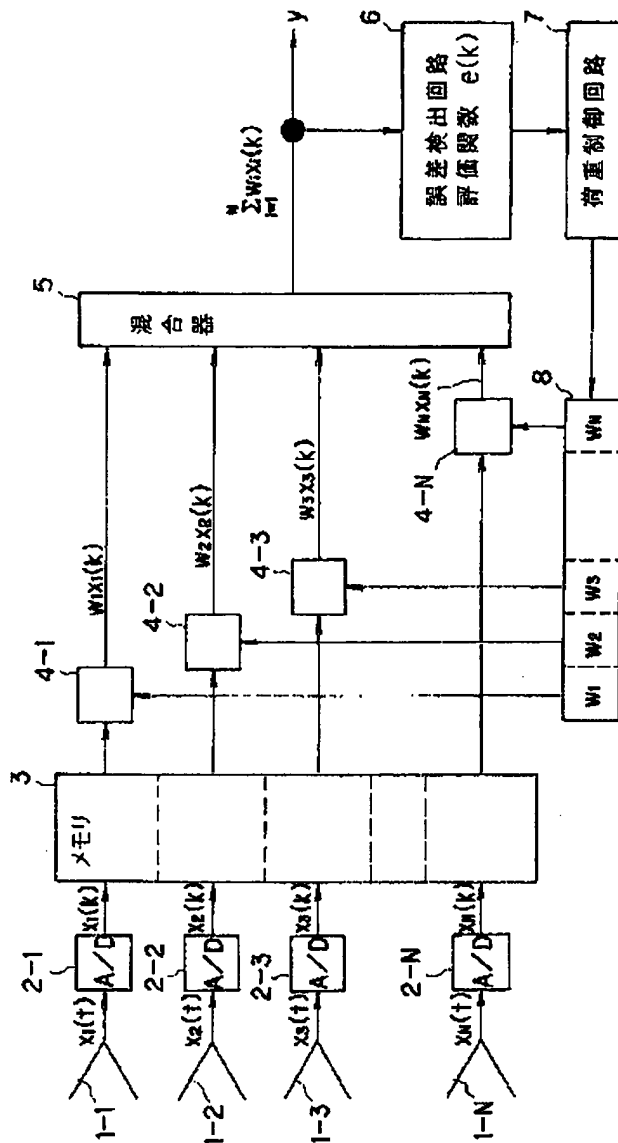 1-1
X1(t)
2-1
A/D
X1(k)
3
メモリ
4-1
W1X1(k)
5
混合器
N
ΣWiXi(k)
i=1
y
6
誤差検出回路
評価関数 e(k)
7
荷重制御回路
1-2
X2(t)
2-2
A/D
X2(k)
4-2
W2X2(k)
1-3
X3(t)
2-3
A/D
X3(k)
4-3
W3X3(k)
1-N
XN(t)
2-N
A/D
XN(k)
4-N
WNXN(k)
8
W1
W2
W3
WN